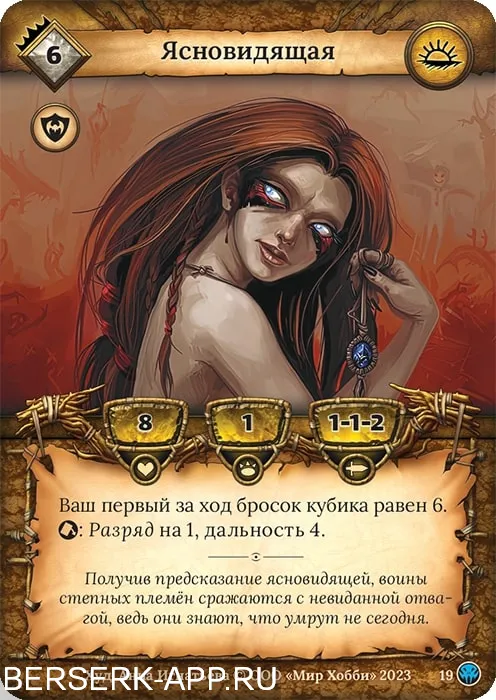 6
Ясновидящая
8
1
1-1-2
Ваш первый за ход бросок кубика равен 6.
: Разряд на 1, дальность 4.
Получив предсказание ясновидящей, воины
степных племён сражаются с невиданной отва-
гой, ведь они знают, что умрут не сегодня.
ООО «Мир Хобби» 2023
19
BERSERK-APP.RU